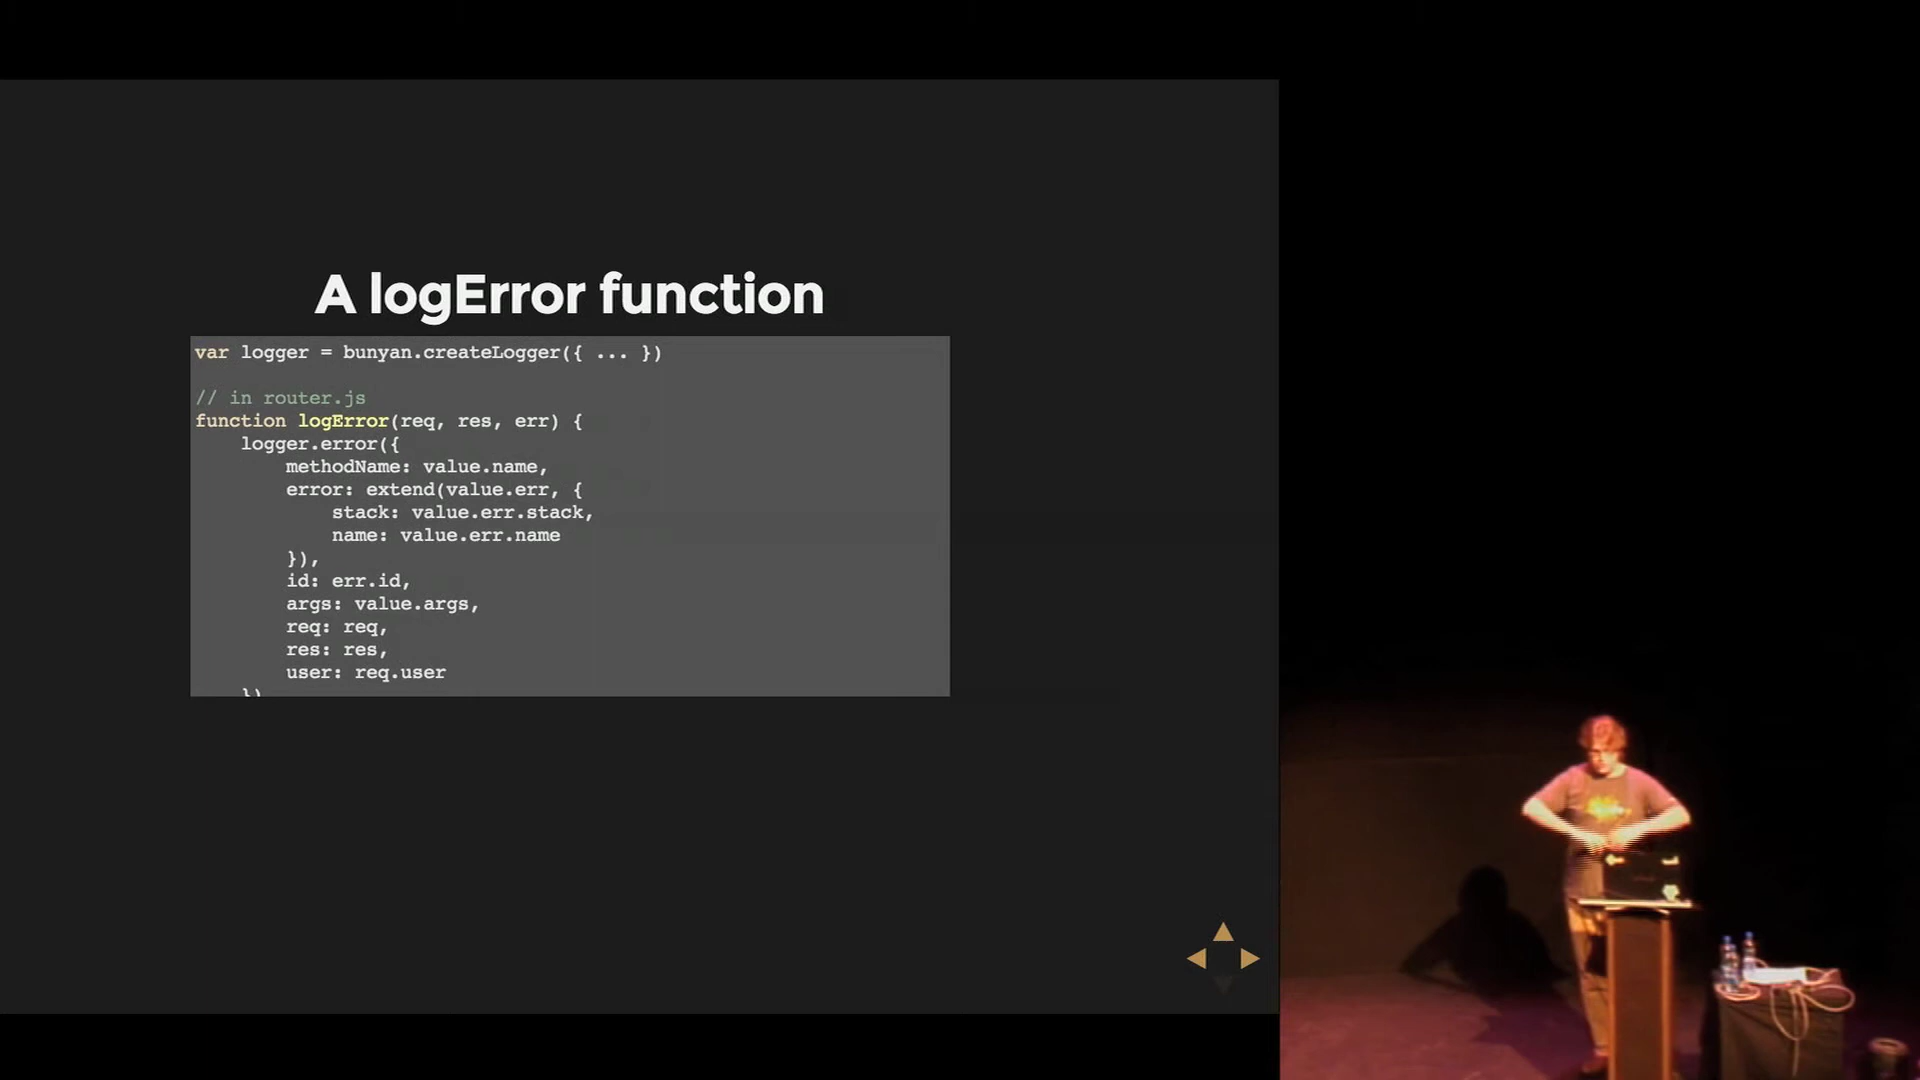 A logError function
var logger = bunyan.createLogger({ ... })
// in router.js
function logError(req, res, err) {
    logger.error({
        methodName: value.name,
        error: extend(value.err, {
            stack: value.err.stack,
            name: value.err.name
        }),
        id: err.id,
        args: value.args,
        req: req,
        res: res,
        user: req.user
    })